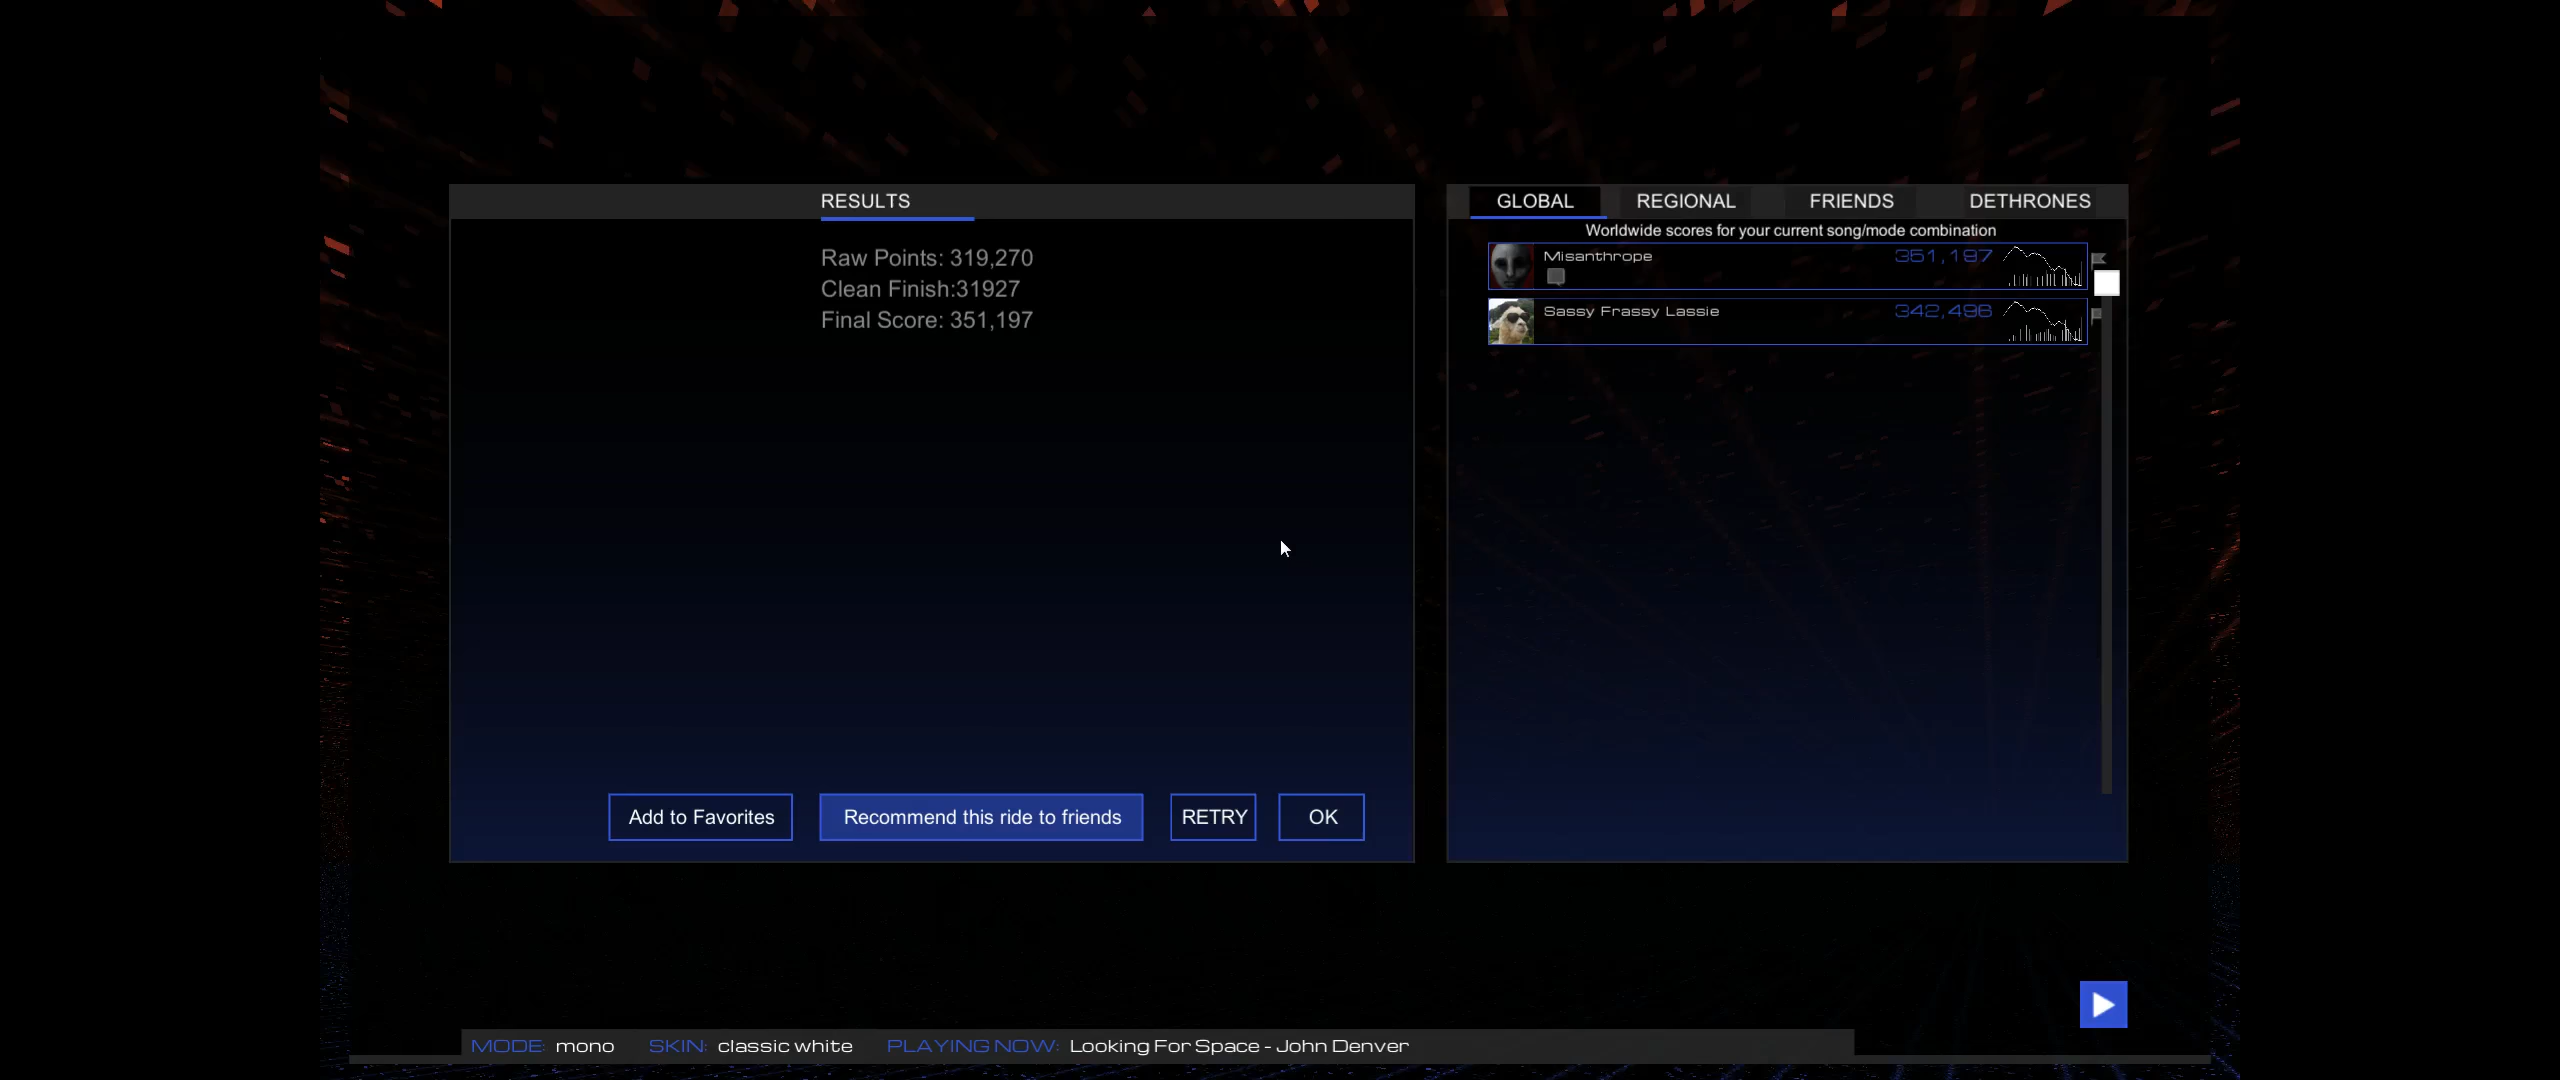 RESULTS
Raw Points: 319,270
Clean Finish:31927
Final Score: 351,197
Add to Favorites
Recommend this ride to friends
RETRY
OK
GLOBAL REGIONAL FRIENDS DETHRONES
Worldwide scores for your current song/mode combination
Misanthrope 351,197
Sassy Frassy Lassie 342,496
MODE: mono SKIN: classic white PLAYING NOW: Looking For Space - John Denver